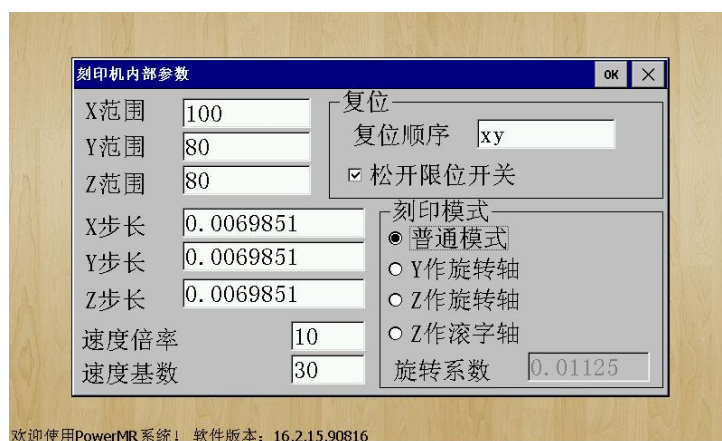 刻印机内部参数 OK
X范围 100
Y范围 80
Z范围 80
X步长 0.0069851
Y步长 0.0069851
Z步长 0.0069851
速度倍率 10
速度基数 30
复位
复位顺序 xy
松开限位开关
刻印模式
普通模式
Y作旋转轴
Z作旋转轴
Z作滚字轴
旋转系数 0.01125
欢迎使用PowerMR系统! 软件版本：16.2.15.90816